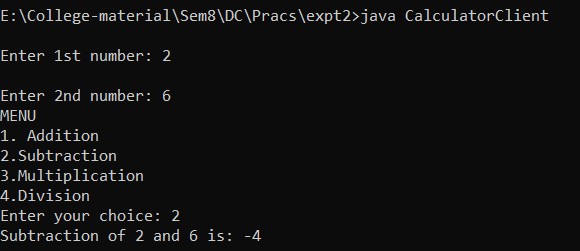 E:\College-material\Sem8\DC\Pracs\expt2>java CalculatorClient
Enter 1st number: 2
Enter 2nd number: 6
MENU
1. Addition
2.Subtraction
3.Multiplication
4.Division
Enter your choice: 2
Subtraction of 2 and 6 is: -4